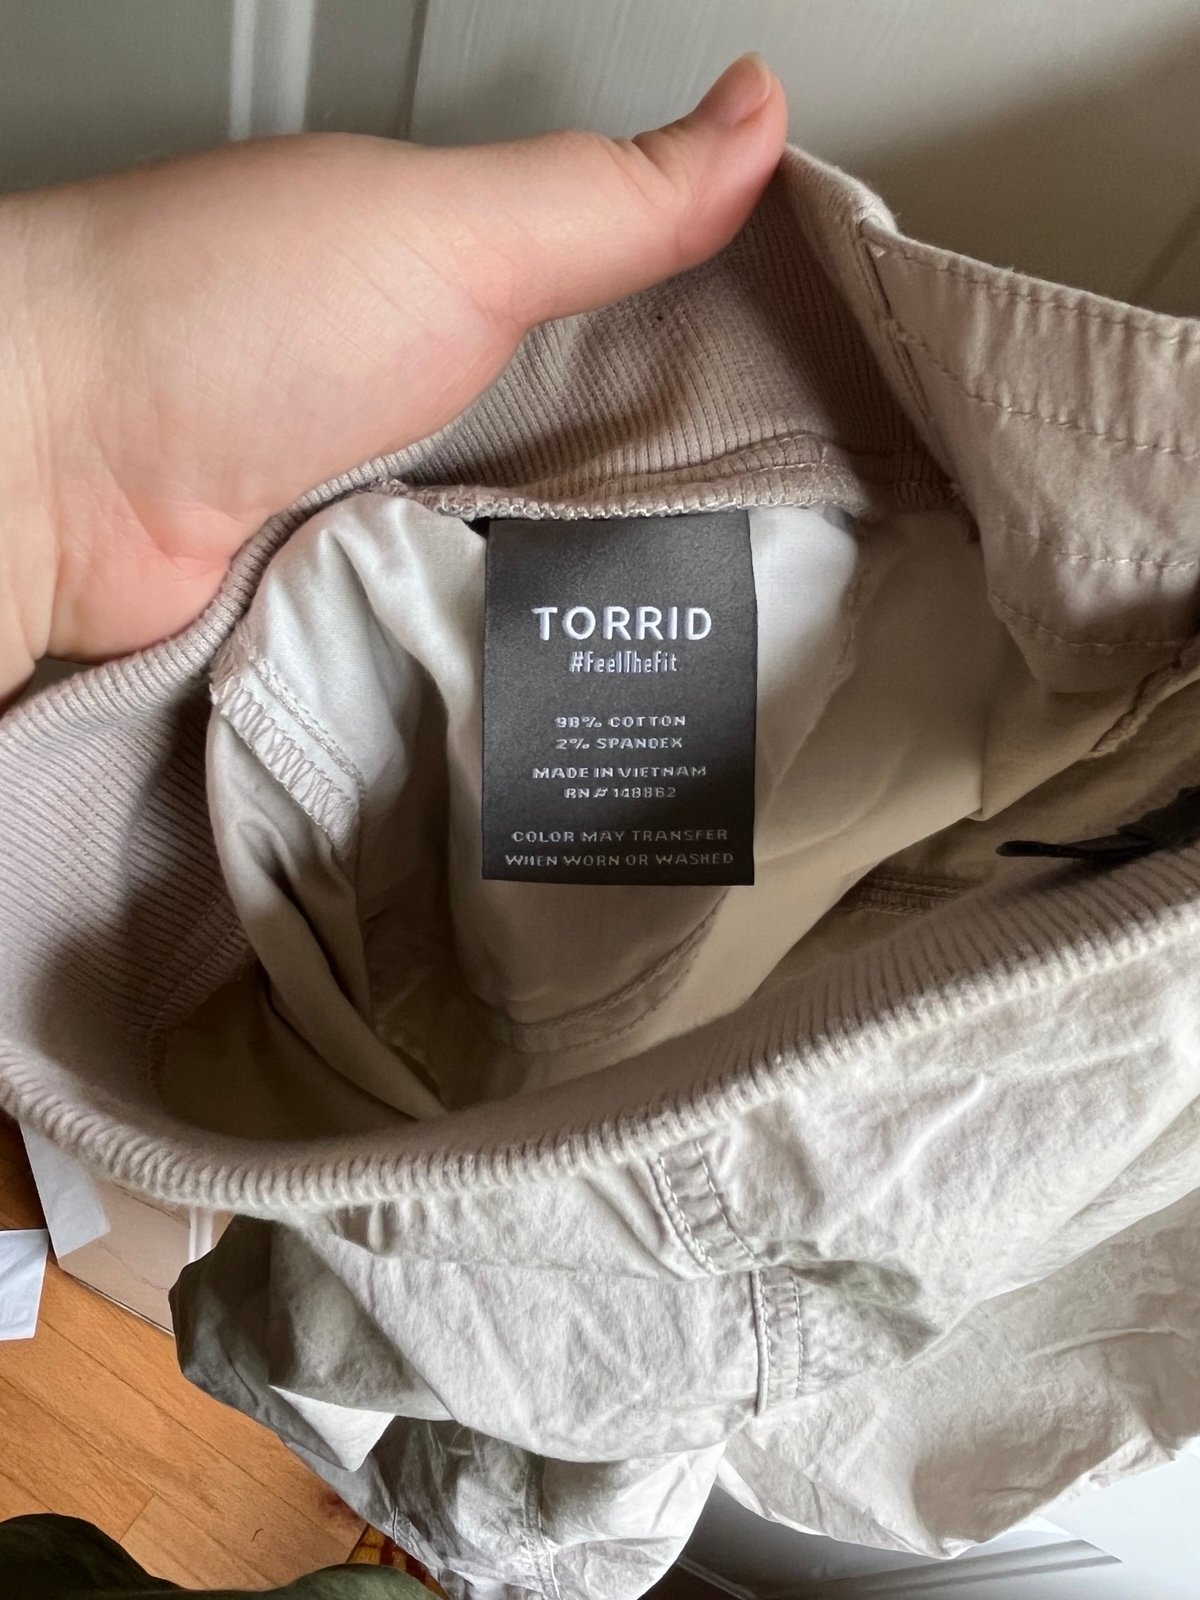 TORRID
#FeelTheFit
98% COTTON
2% SPANDEX
MADE IN VIETNAM
RN# 148862
COLOR MAY TRANSFER
WHEN WORN OR WASHED